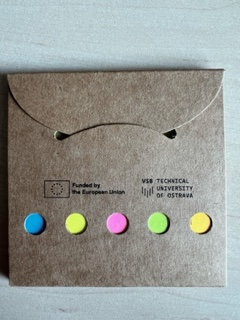 Funded by
the European Union
VSB TECHNICAL
UNIVERSITY
OF OSTRAVA